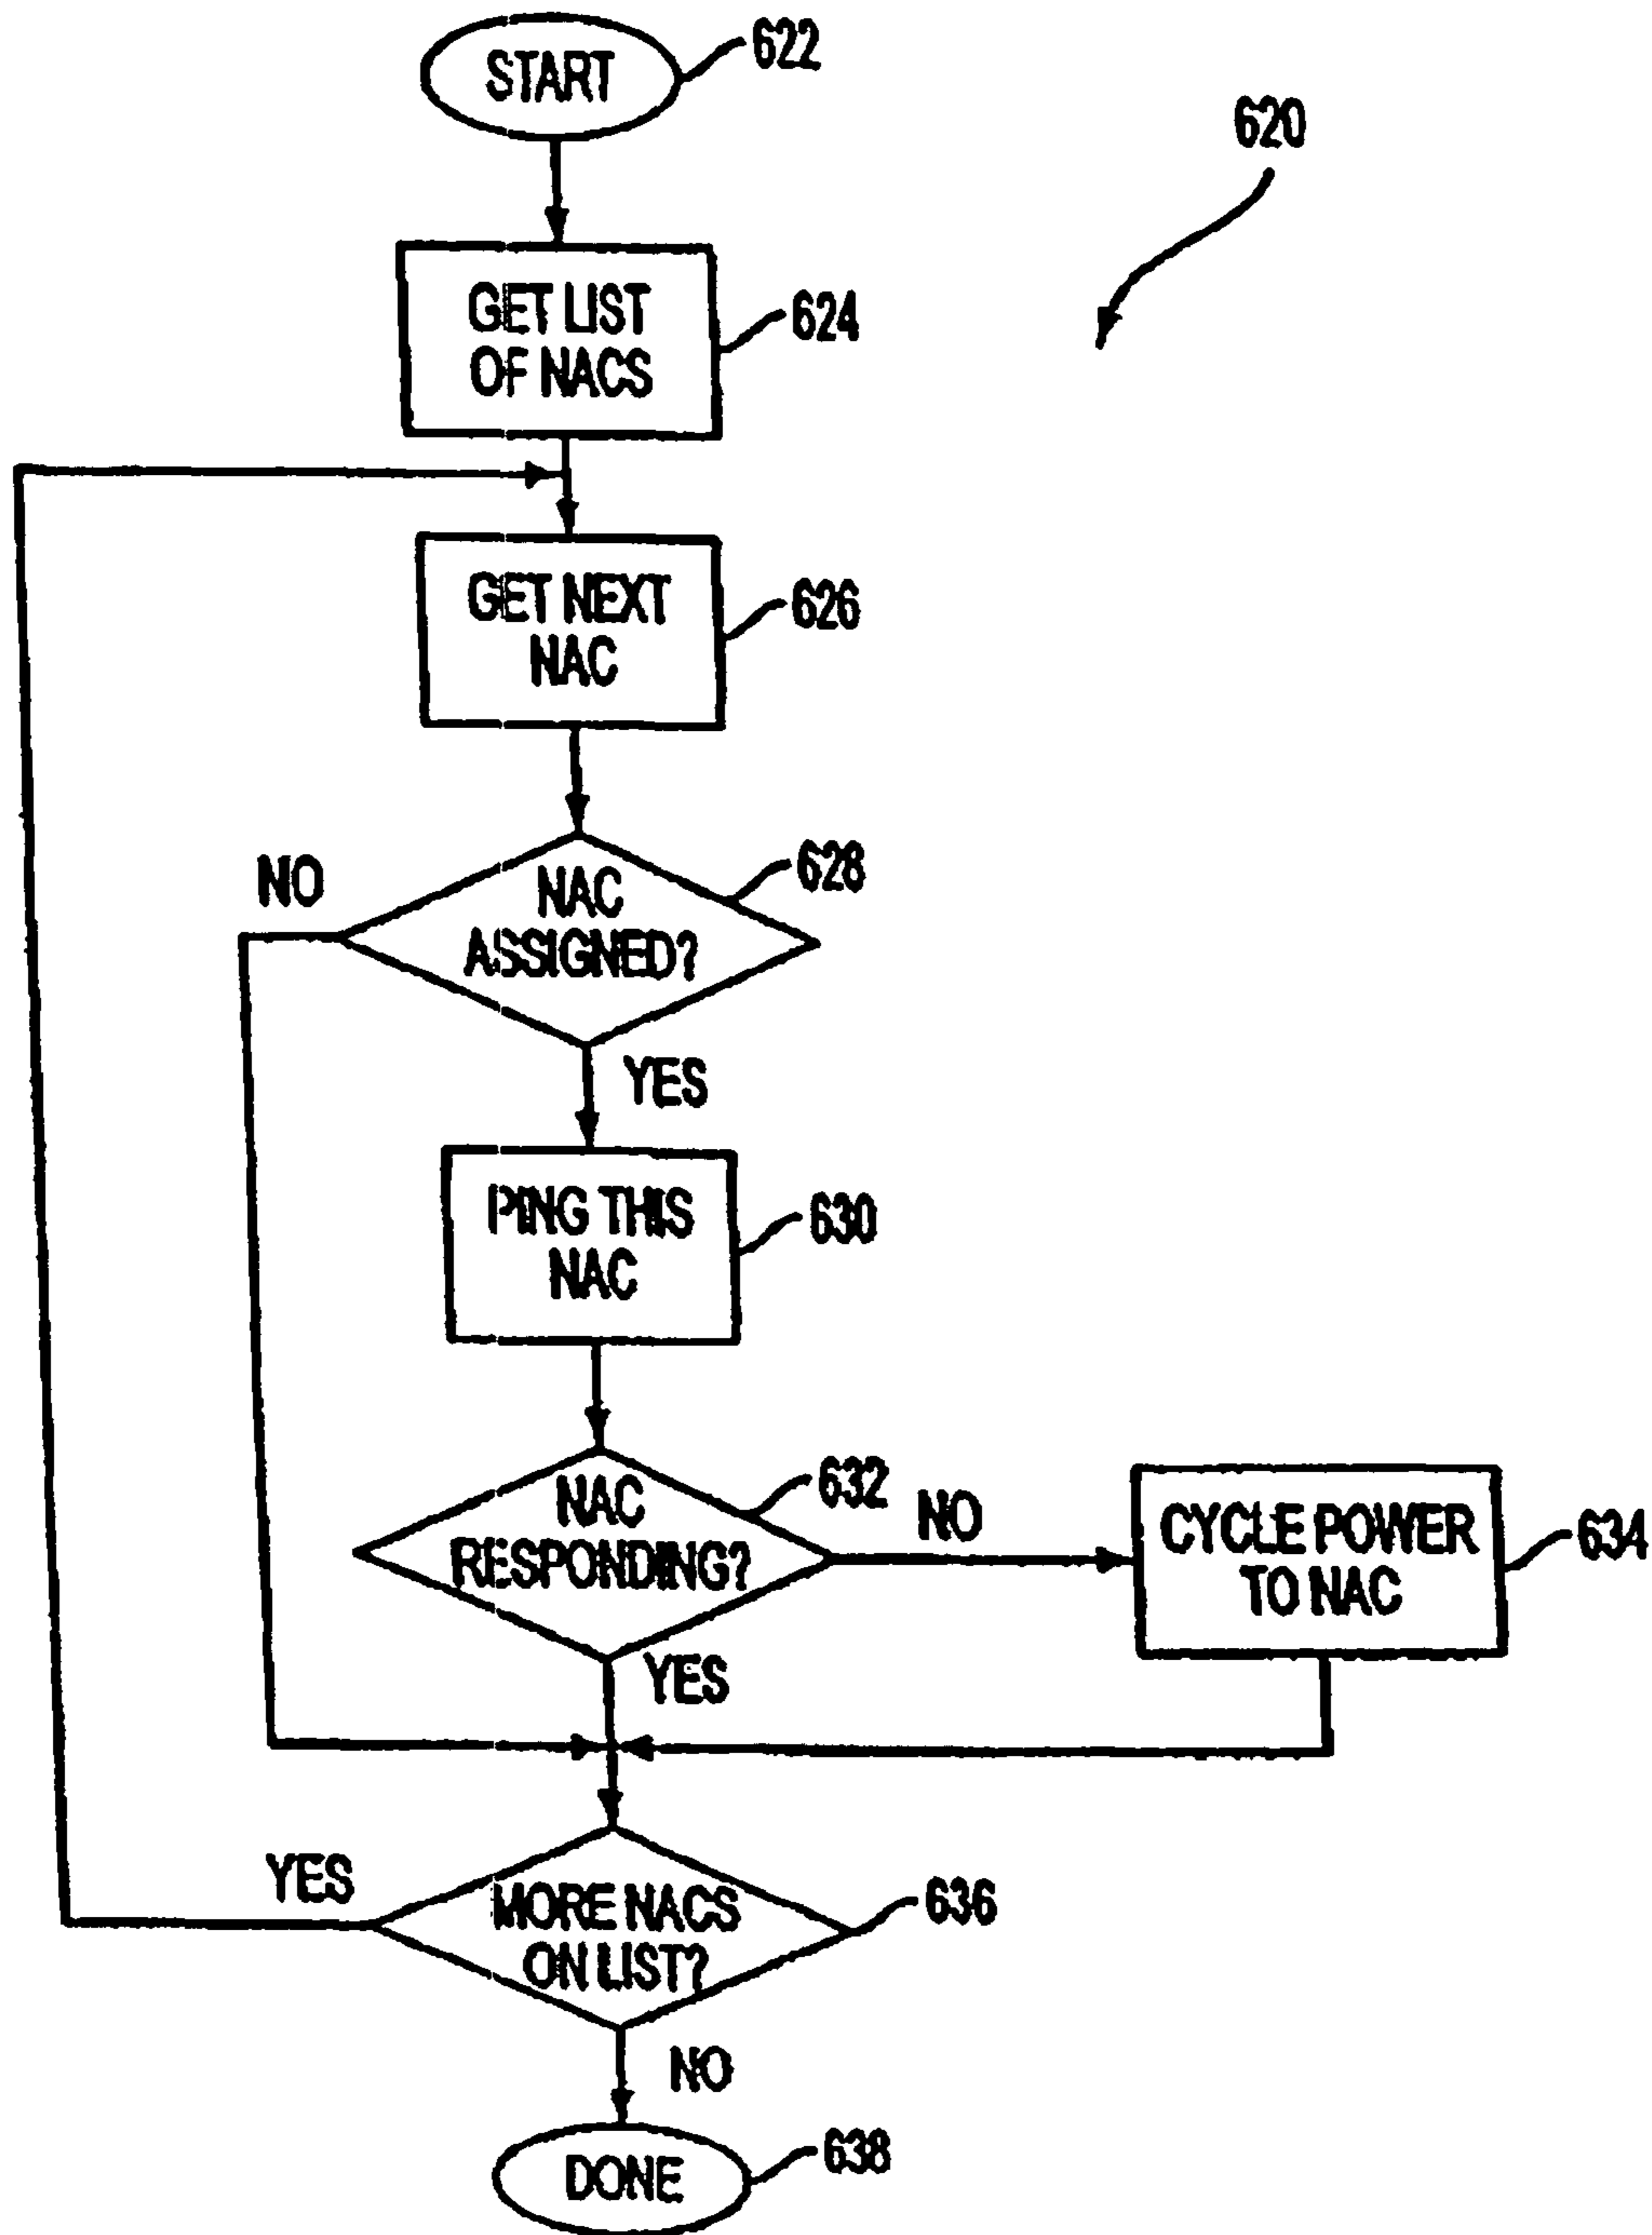 START
622
620
GET LIST
OF NACS
624
GET NEXT
NAC
626
NO
NAC
ASSIGNED?
628
YES
PING THIS
NAC
630
NAC
RESPONDING?
632
NO
CYCLE POWER
TO NAC
634
YES
YES
MORE NACS
ON LIST?
636
NO
DONE
638